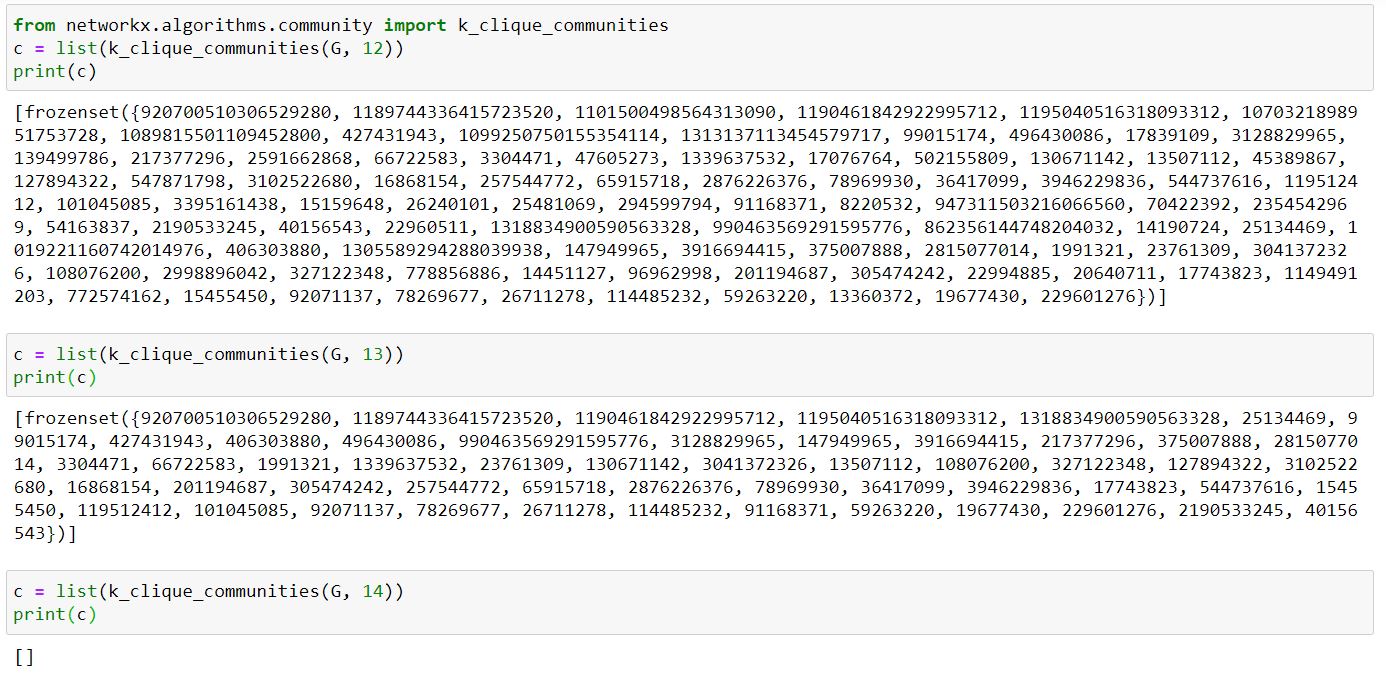 from networkx.algorithms.community import k_clique_communities
c = list(k_clique_communities(G, 12))
print(c)
[frozenset({920700510306529280, 1189744336415723520, 1101500498564313090, 1190461842922995712, 1195040516318093312, 10703218989
51753728, 1089815501109452800, 427431943, 1099250750155354114, 1313137113454579717, 99015174, 496430086, 17839109, 3128829965,
139499786, 217377296, 2591662868, 66722583, 3304471, 47605273, 1339637532, 17076764, 502155809, 130671142, 13507112, 45389867,
127894322, 547871798, 3102522680, 16868154, 257544772, 65915718, 2876226376, 78969930, 36417099, 3946229836, 544737616, 1195124
12, 101045085, 3395161438, 15159648, 26240101, 25481069, 294599794, 91168371, 8220532, 947311503216066560, 70422392, 235454296
9, 54163837, 2190533245, 40156543, 22960511, 1318834900590563328, 990463569291595776, 862356144748204032, 14190724, 25134469, 1
019221160742014976, 406303880, 1305589294288039938, 147949965, 3916694415, 375007888, 2815077014, 1991321, 23761309, 304137232
6, 108076200, 2998896042, 327122348, 778856886, 14451127, 96962998, 201194687, 305474242, 22994885, 20640711, 17743823, 1149491
203, 772574162, 15455450, 92071137, 78269677, 26711278, 114485232, 59263220, 13360372, 19677430, 229601276})]
c = list(k_clique_communities(G, 13))
print(c)
[frozenset({920700510306529280, 1189744336415723520, 1190461842922995712, 1195040516318093312, 1318834900590563328, 25134469, 9
9015174, 427431943, 406303880, 496430086, 990463569291595776, 3128829965, 147949965, 3916694415, 217377296, 375007888, 28150770
14, 3304471, 66722583, 1991321, 1339637532, 23761309, 130671142, 3041372326, 13507112, 108076200, 327122348, 127894322, 3102522
680, 16868154, 201194687, 305474242, 257544772, 65915718, 2876226376, 78969930, 36417099, 3946229836, 17743823, 544737616, 1545
5450, 119512412, 101045085, 92071137, 78269677, 26711278, 114485232, 91168371, 59263220, 19677430, 229601276, 2190533245, 40156
543})]
c = list(k_clique_communities(G, 14))
print(c)
[]